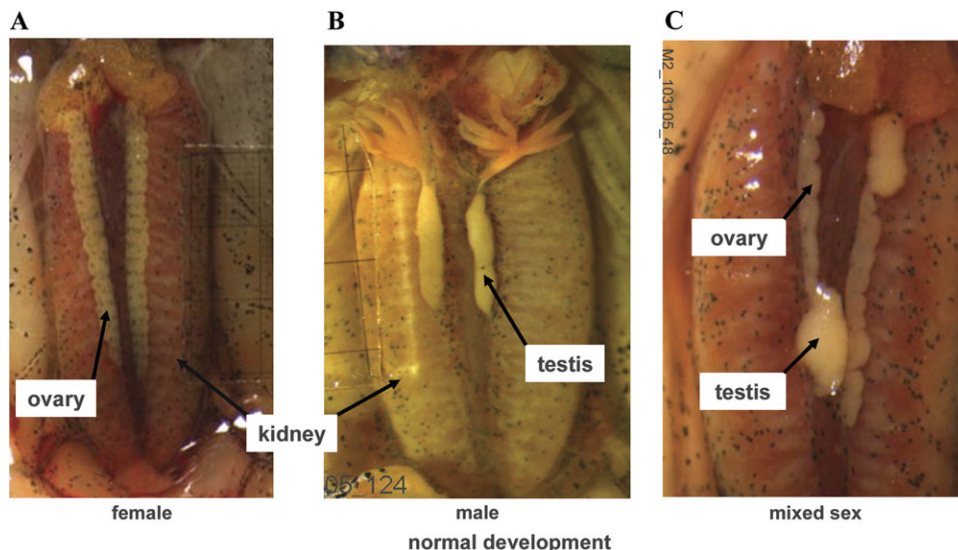 A
B
C
M2_103105_48
ovary
testis
kidney
ovary
testis
05_124
female
male
mixed sex
normal development